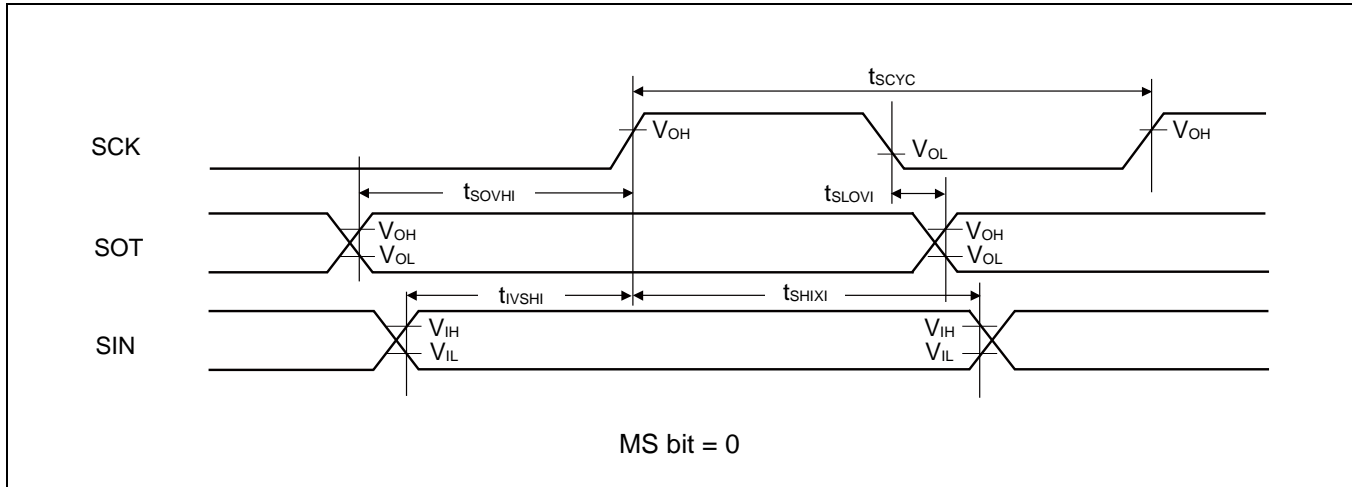 tSCYC
SCK
VOH
VOL
VOH
tSOVHI
tSLOVI
SOT
VOH
VOL
VOH
VOL
tIVSHI
tSHIXI
SIN
VIH
VIL
VIH
VIL
MS bit = 0